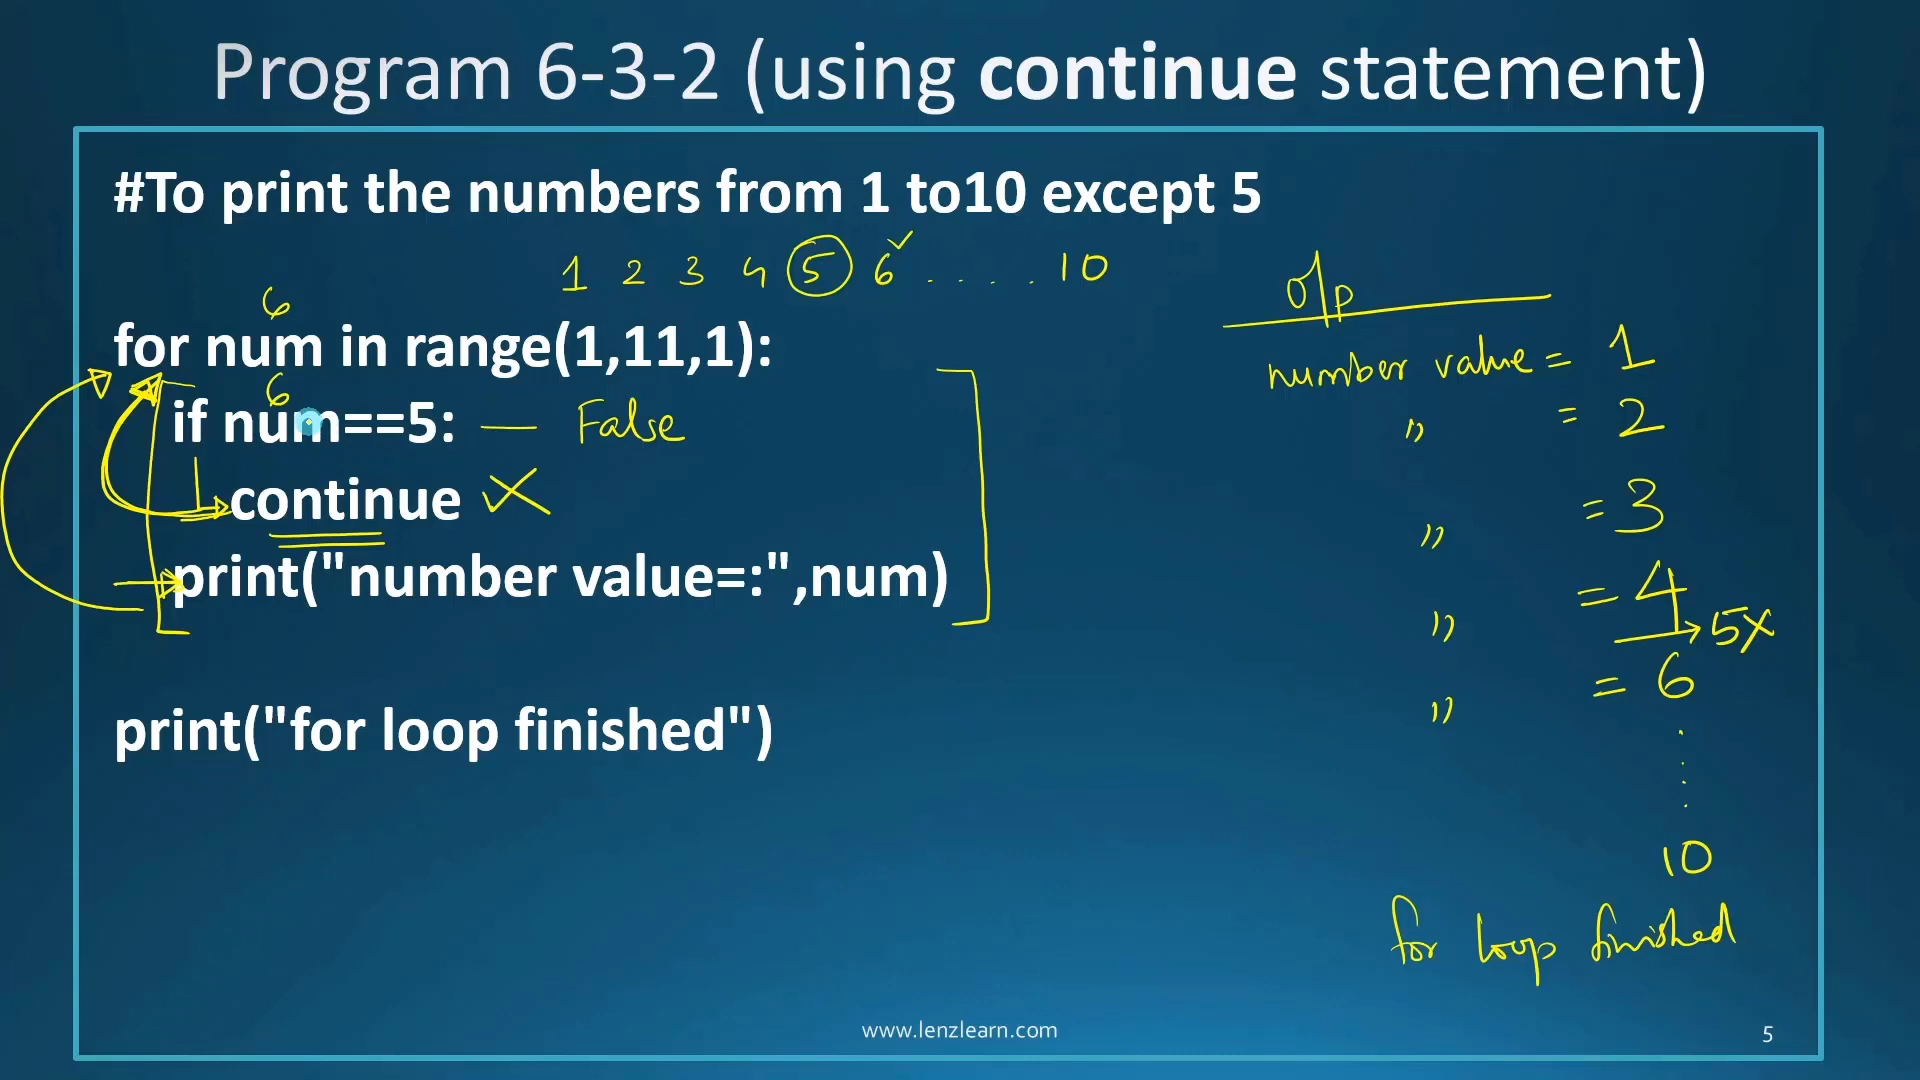 Program 6-3-2 (using continue statement)
#To print the numbers from 1 to10 except 5
1 2 3 4 5 6 . . . . 10
6
for num in range(1,11,1):
6
if num==5: — False
continue
print("number value=:",num)
print("for loop finished")
o/p
number value = 1
" = 2
" = 3
" = 4
→ 5x
" = 6
10
for loop finished
www.lenzlearn.com
5